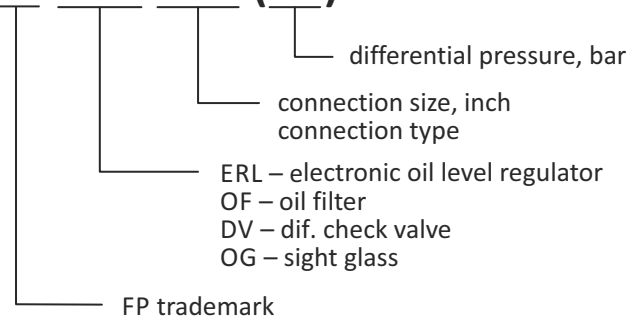 differential pressure, bar
connection size, inch
connection type
ERL – electronic oil level regulator
OF – oil filter
DV – dif. check valve
OG – sight glass
FP trademark